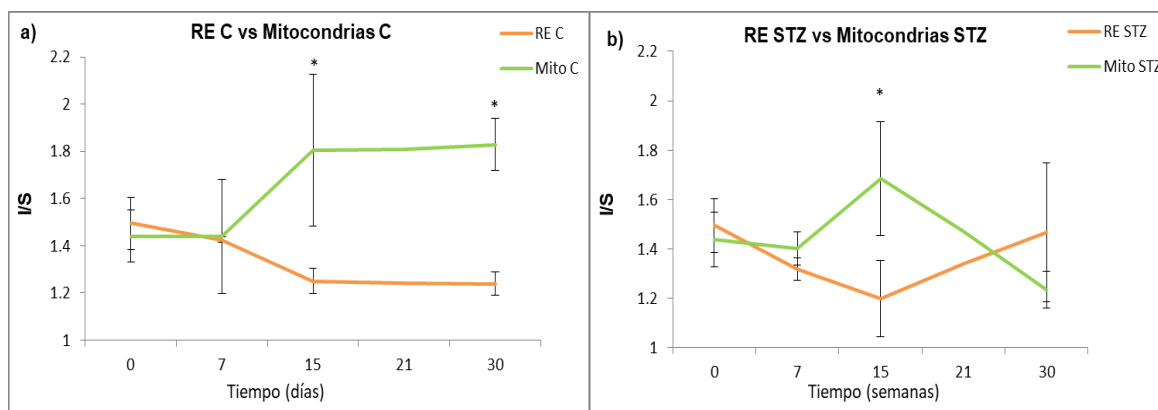 a)
RE C vs Mitocondrias C
RE C
Mito C
2.2
2
1.8
1.6
1.4
1.2
1
I/S
*
*
0 7 15 21 30
Tiempo (días)
b)
RE STZ vs Mitocondrias STZ
RE STZ
Mito STZ
2.2
2
1.8
1.6
1.4
1.2
1
I/S
*
0 7 15 21 30
Tiempo (semanas)